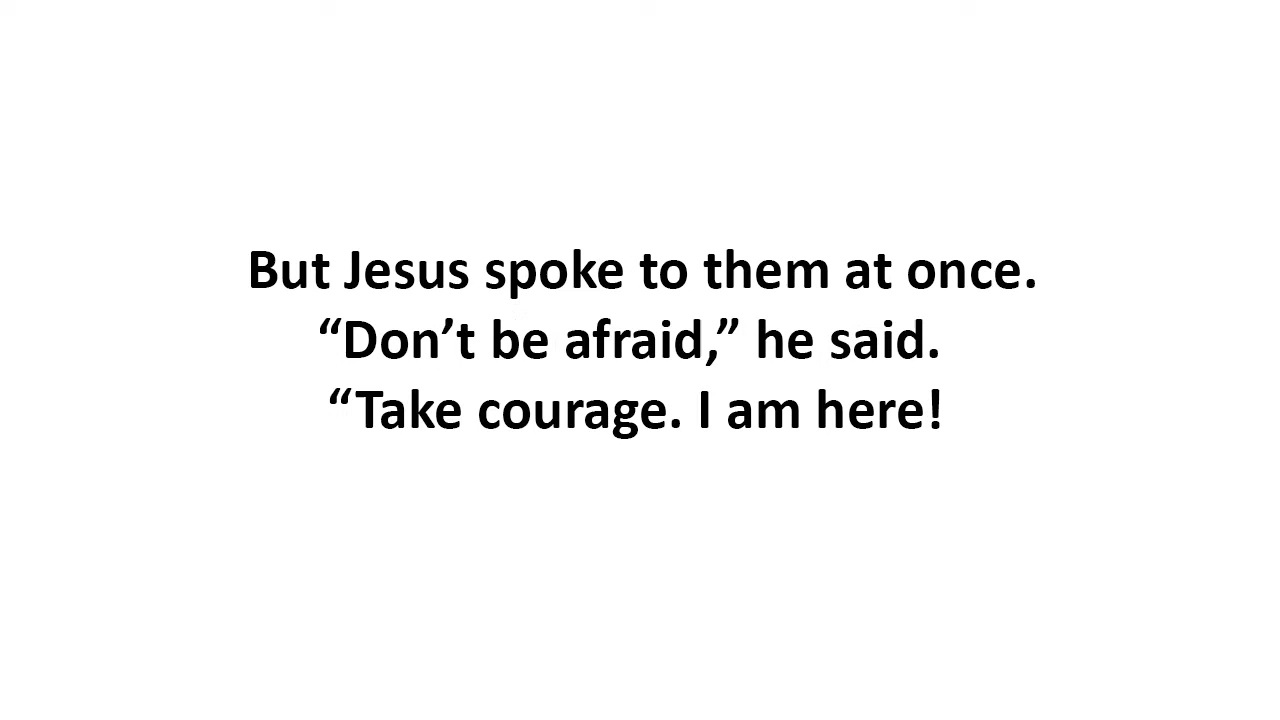 But Jesus spoke to them at once.
“Don’t be afraid,” he said.
“Take courage. I am here!